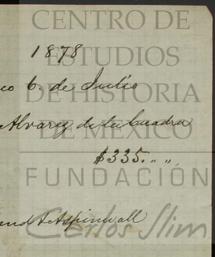 CENTRO DE
1878
ESTUDIOS
6. de Julio
DE HISTORIA
Alvarez de la Cuadra
DE MÉXICO
$335.„ „
FUNDACIÓN
Aspinwall
Carlos Slim